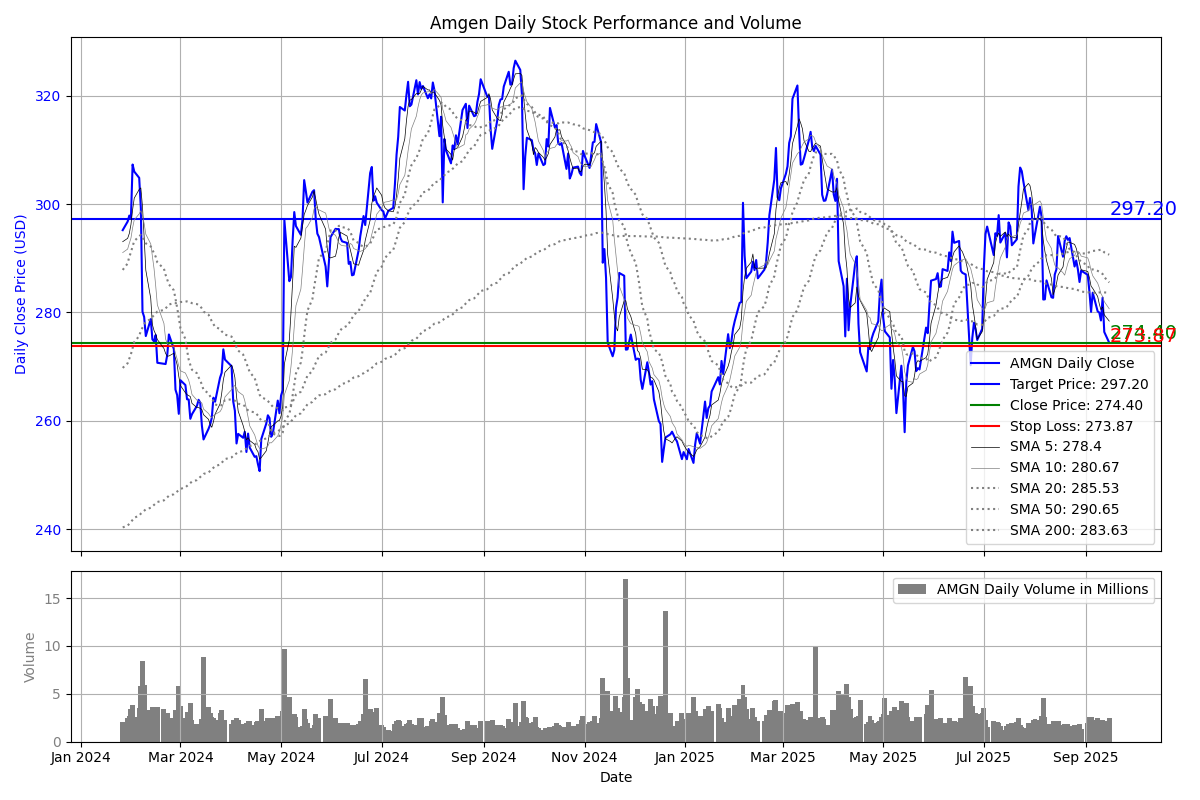 Amgen Daily Stock Performance and Volume
Daily Close Price (USD)
320
300
280
260
240
297.20
274.40
273.87
AMGN Daily Close
Target Price: 297.20
Close Price: 274.40
Stop Loss: 273.87
SMA 5: 278.4
SMA 10: 280.67
SMA 20: 285.53
SMA 50: 290.65
SMA 200: 283.63
Volume
15
10
5
0
AMGN Daily Volume in Millions
Jan 2024 Mar 2024 May 2024 Jul 2024 Sep 2024 Nov 2024 Jan 2025 Mar 2025 May 2025 Jul 2025 Sep 2025
Date